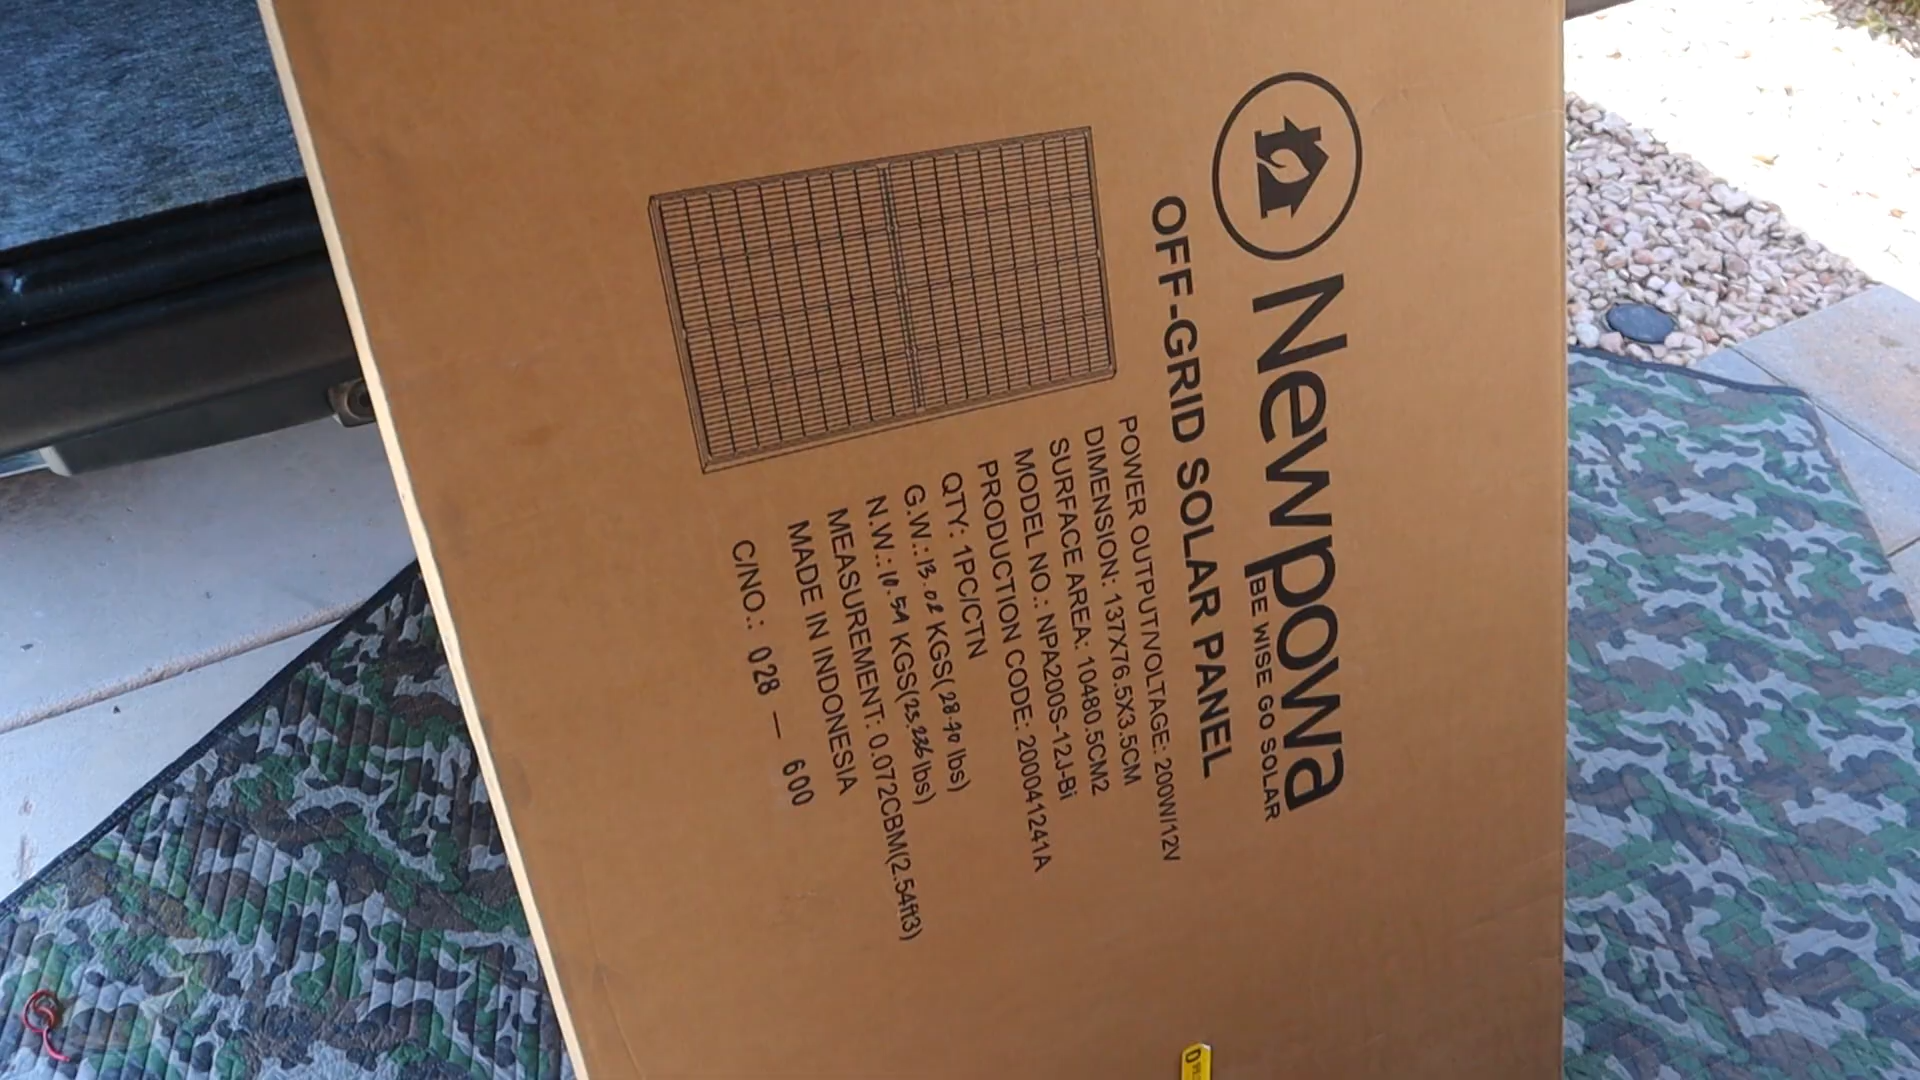 Newpowa
BE WISE GO SOLAR
OFF-GRID SOLAR PANEL
POWER OUTPUT/VOLTAGE: 200W/12V
DIMENSION: 137X76.5X3.5CM
SURFACE AREA: 10480.5CM2
MODEL NO.: NPA200S-12J-Bi
PRODUCTION CODE: 200041241A
QTY: 1PC/CTN
G.W.: 13.02 KGS(28.90 lbs)
N.W.: 10.54 KGS(23.236 lbs)
MEASUREMENT: 0.072CBM(2.54ft3)
MADE IN INDONESIA
C/NO.: 028 — 600
D